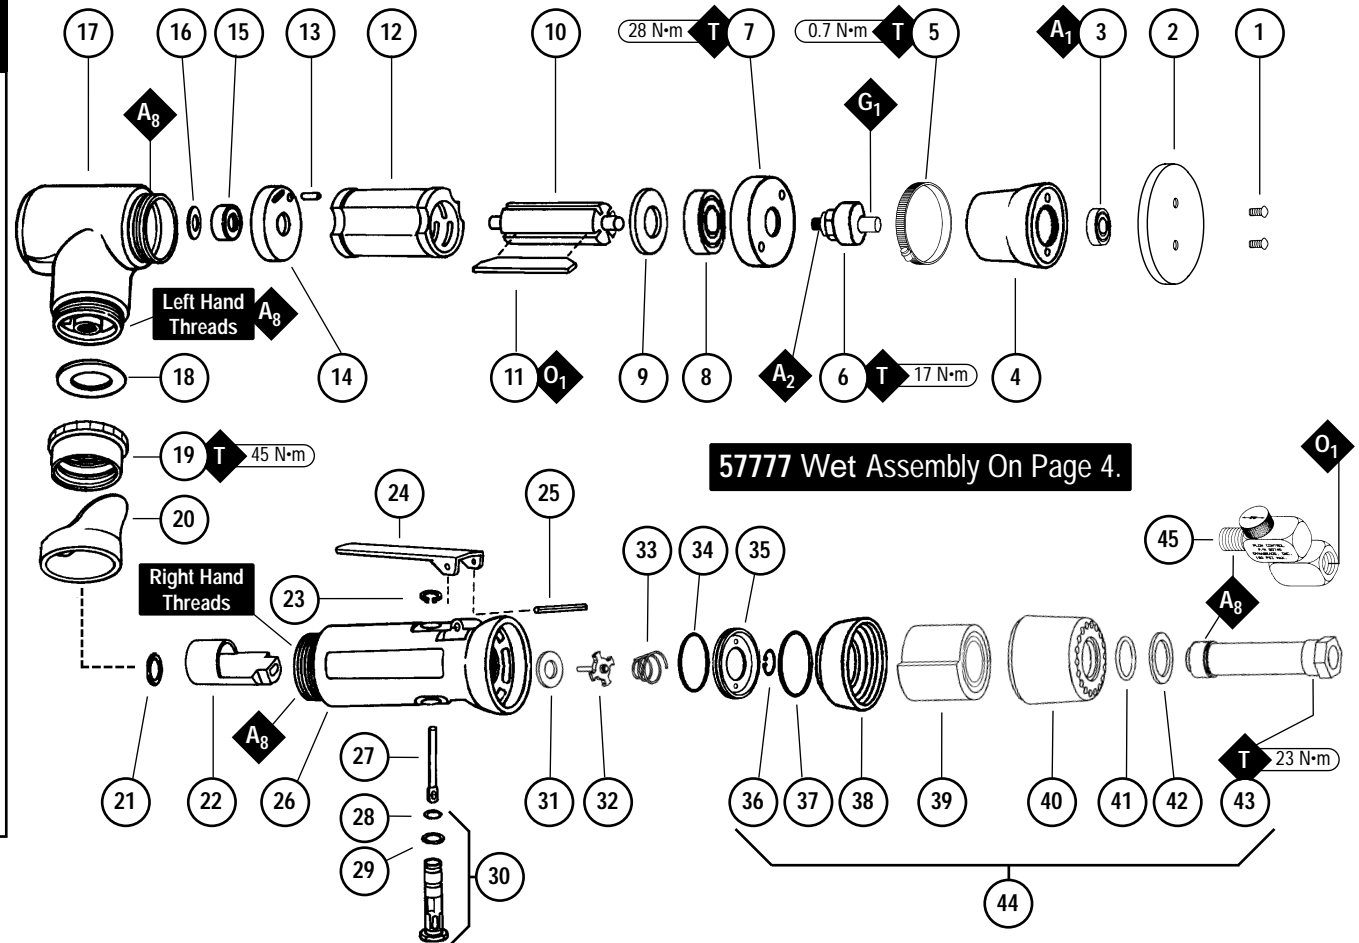 17 16 15 13 12 10 28 N•m T 7 0.7 N•m T 5 A1 3 2 1
A8
G1
Left Hand
Threads
A8
18 14 11 O1 9 8 A2 6 T 17 N•m 4
19 T 45 N•m
57777 Wet Assembly On Page 4.
O1
24 25
20
33 34 35
45
Right Hand
Threads
23
A8
A8
27
T 23 N•m
21 22 26 31 32 36 37 38 39 40 41 42 43
28
29
30
44